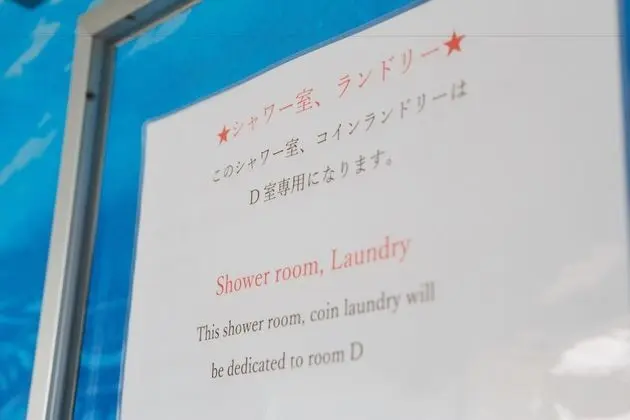 ★シャワー室、ランドリー★
このシャワー室、コインランドリーは
D室専用になります。
Shower room, Laundry
This shower room, coin laundry will
be dedicated to room D